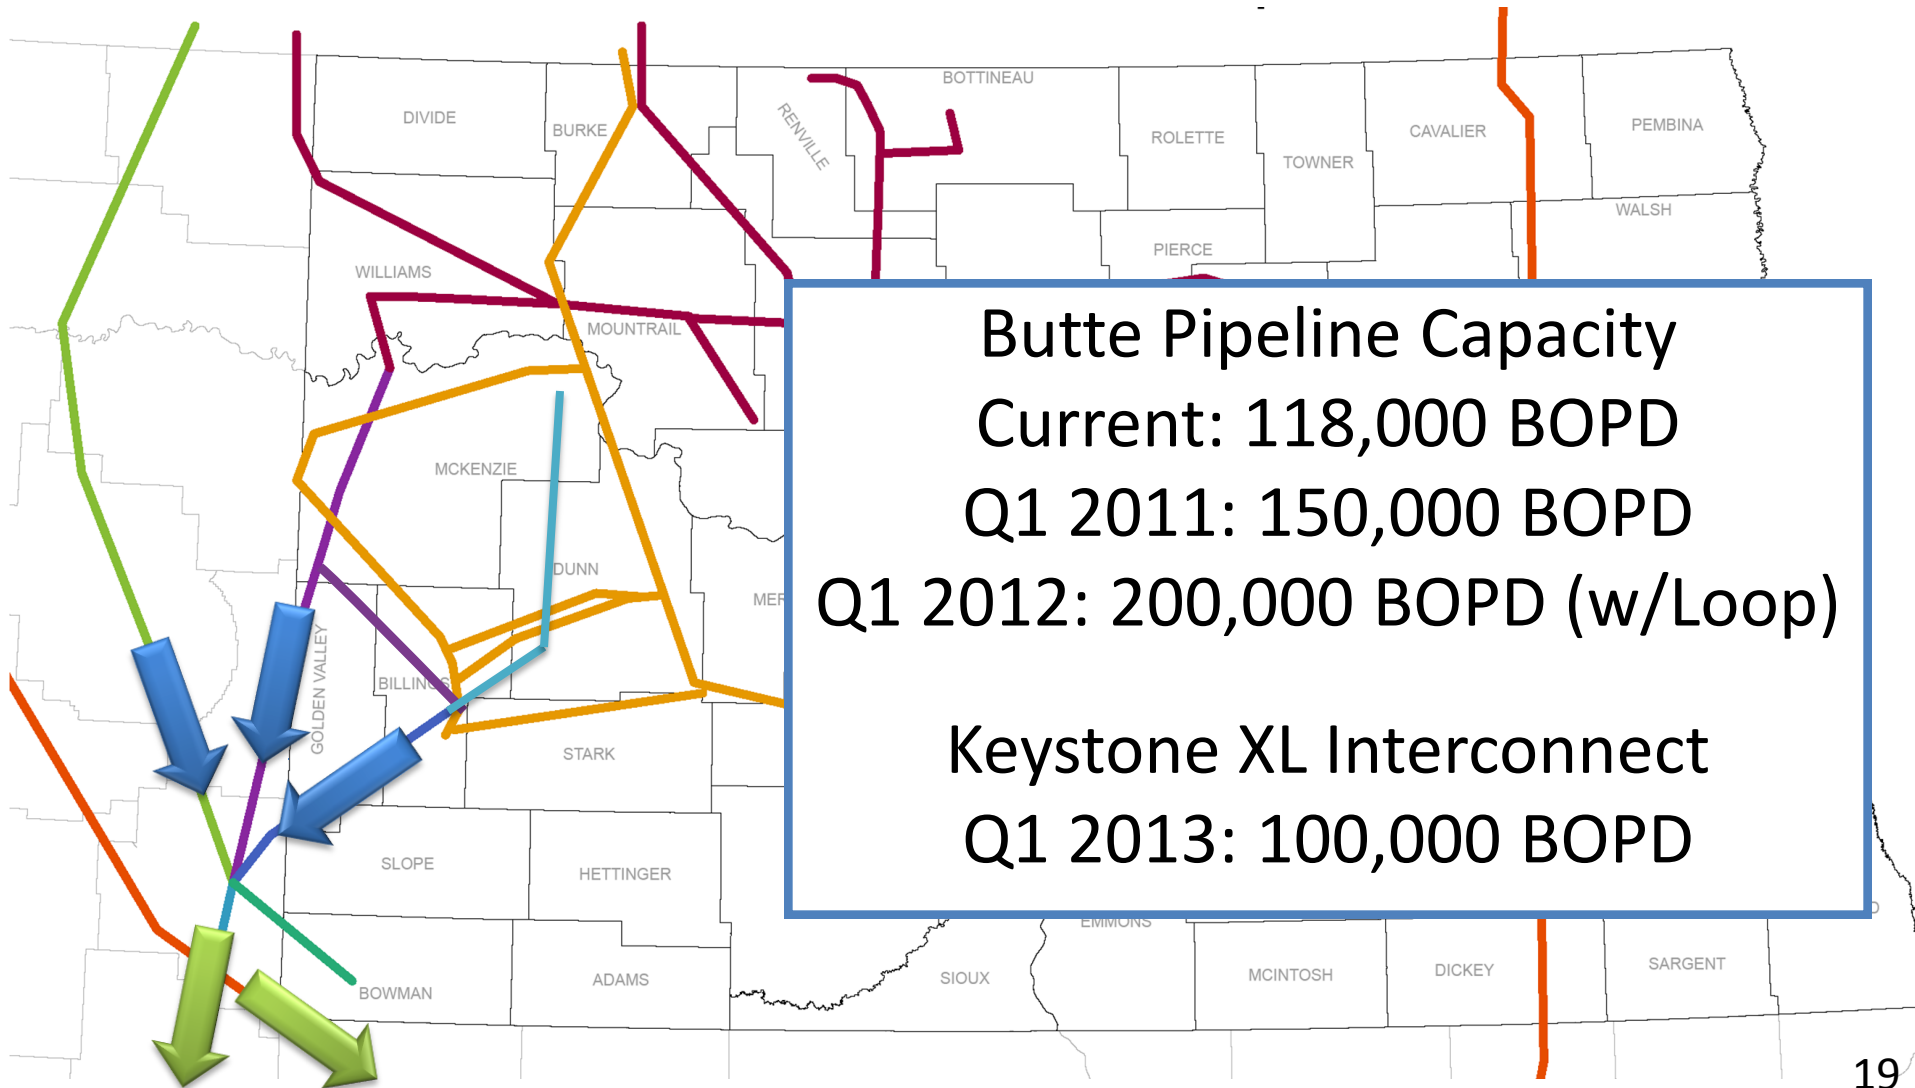 BOTTINEAU
DIVIDE
BURKE
RENVILLE
ROLETTE
TOWNER
CAVALIER
PEMBINA
WALSH
PIERCE
WILLIAMS
MOUNTRAIL
MCKENZIE
DUNN
MER
GOLDEN VALLEY
BILLINGS
STARK
SLOPE
HETTINGER
BOWMAN
ADAMS
SIOUX
EMMONS
MCINTOSH
DICKEY
SARGENT
Butte Pipeline Capacity
Current: 118,000 BOPD
Q1 2011: 150,000 BOPD
Q1 2012: 200,000 BOPD (w/Loop)
Keystone XL Interconnect
Q1 2013: 100,000 BOPD
19